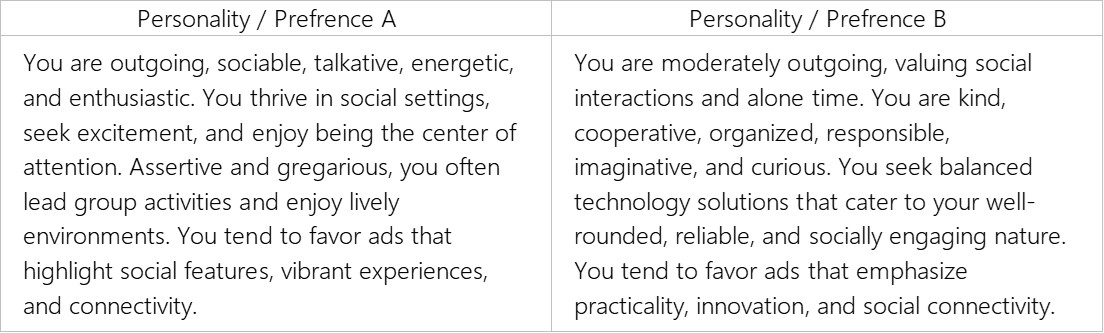 Personality / Prefrence A
You are outgoing, sociable, talkative, energetic,
and enthusiastic. You thrive in social settings,
seek excitement, and enjoy being the center of
attention. Assertive and gregarious, you often
lead group activities and enjoy lively
environments. You tend to favor ads that
highlight social features, vibrant experiences,
and connectivity.
Personality / Prefrence B
You are moderately outgoing, valuing social
interactions and alone time. You are kind,
cooperative, organized, responsible,
imaginative, and curious. You seek balanced
technology solutions that cater to your well-
rounded, reliable, and socially engaging nature.
You tend to favor ads that emphasize
practicality, innovation, and social connectivity.